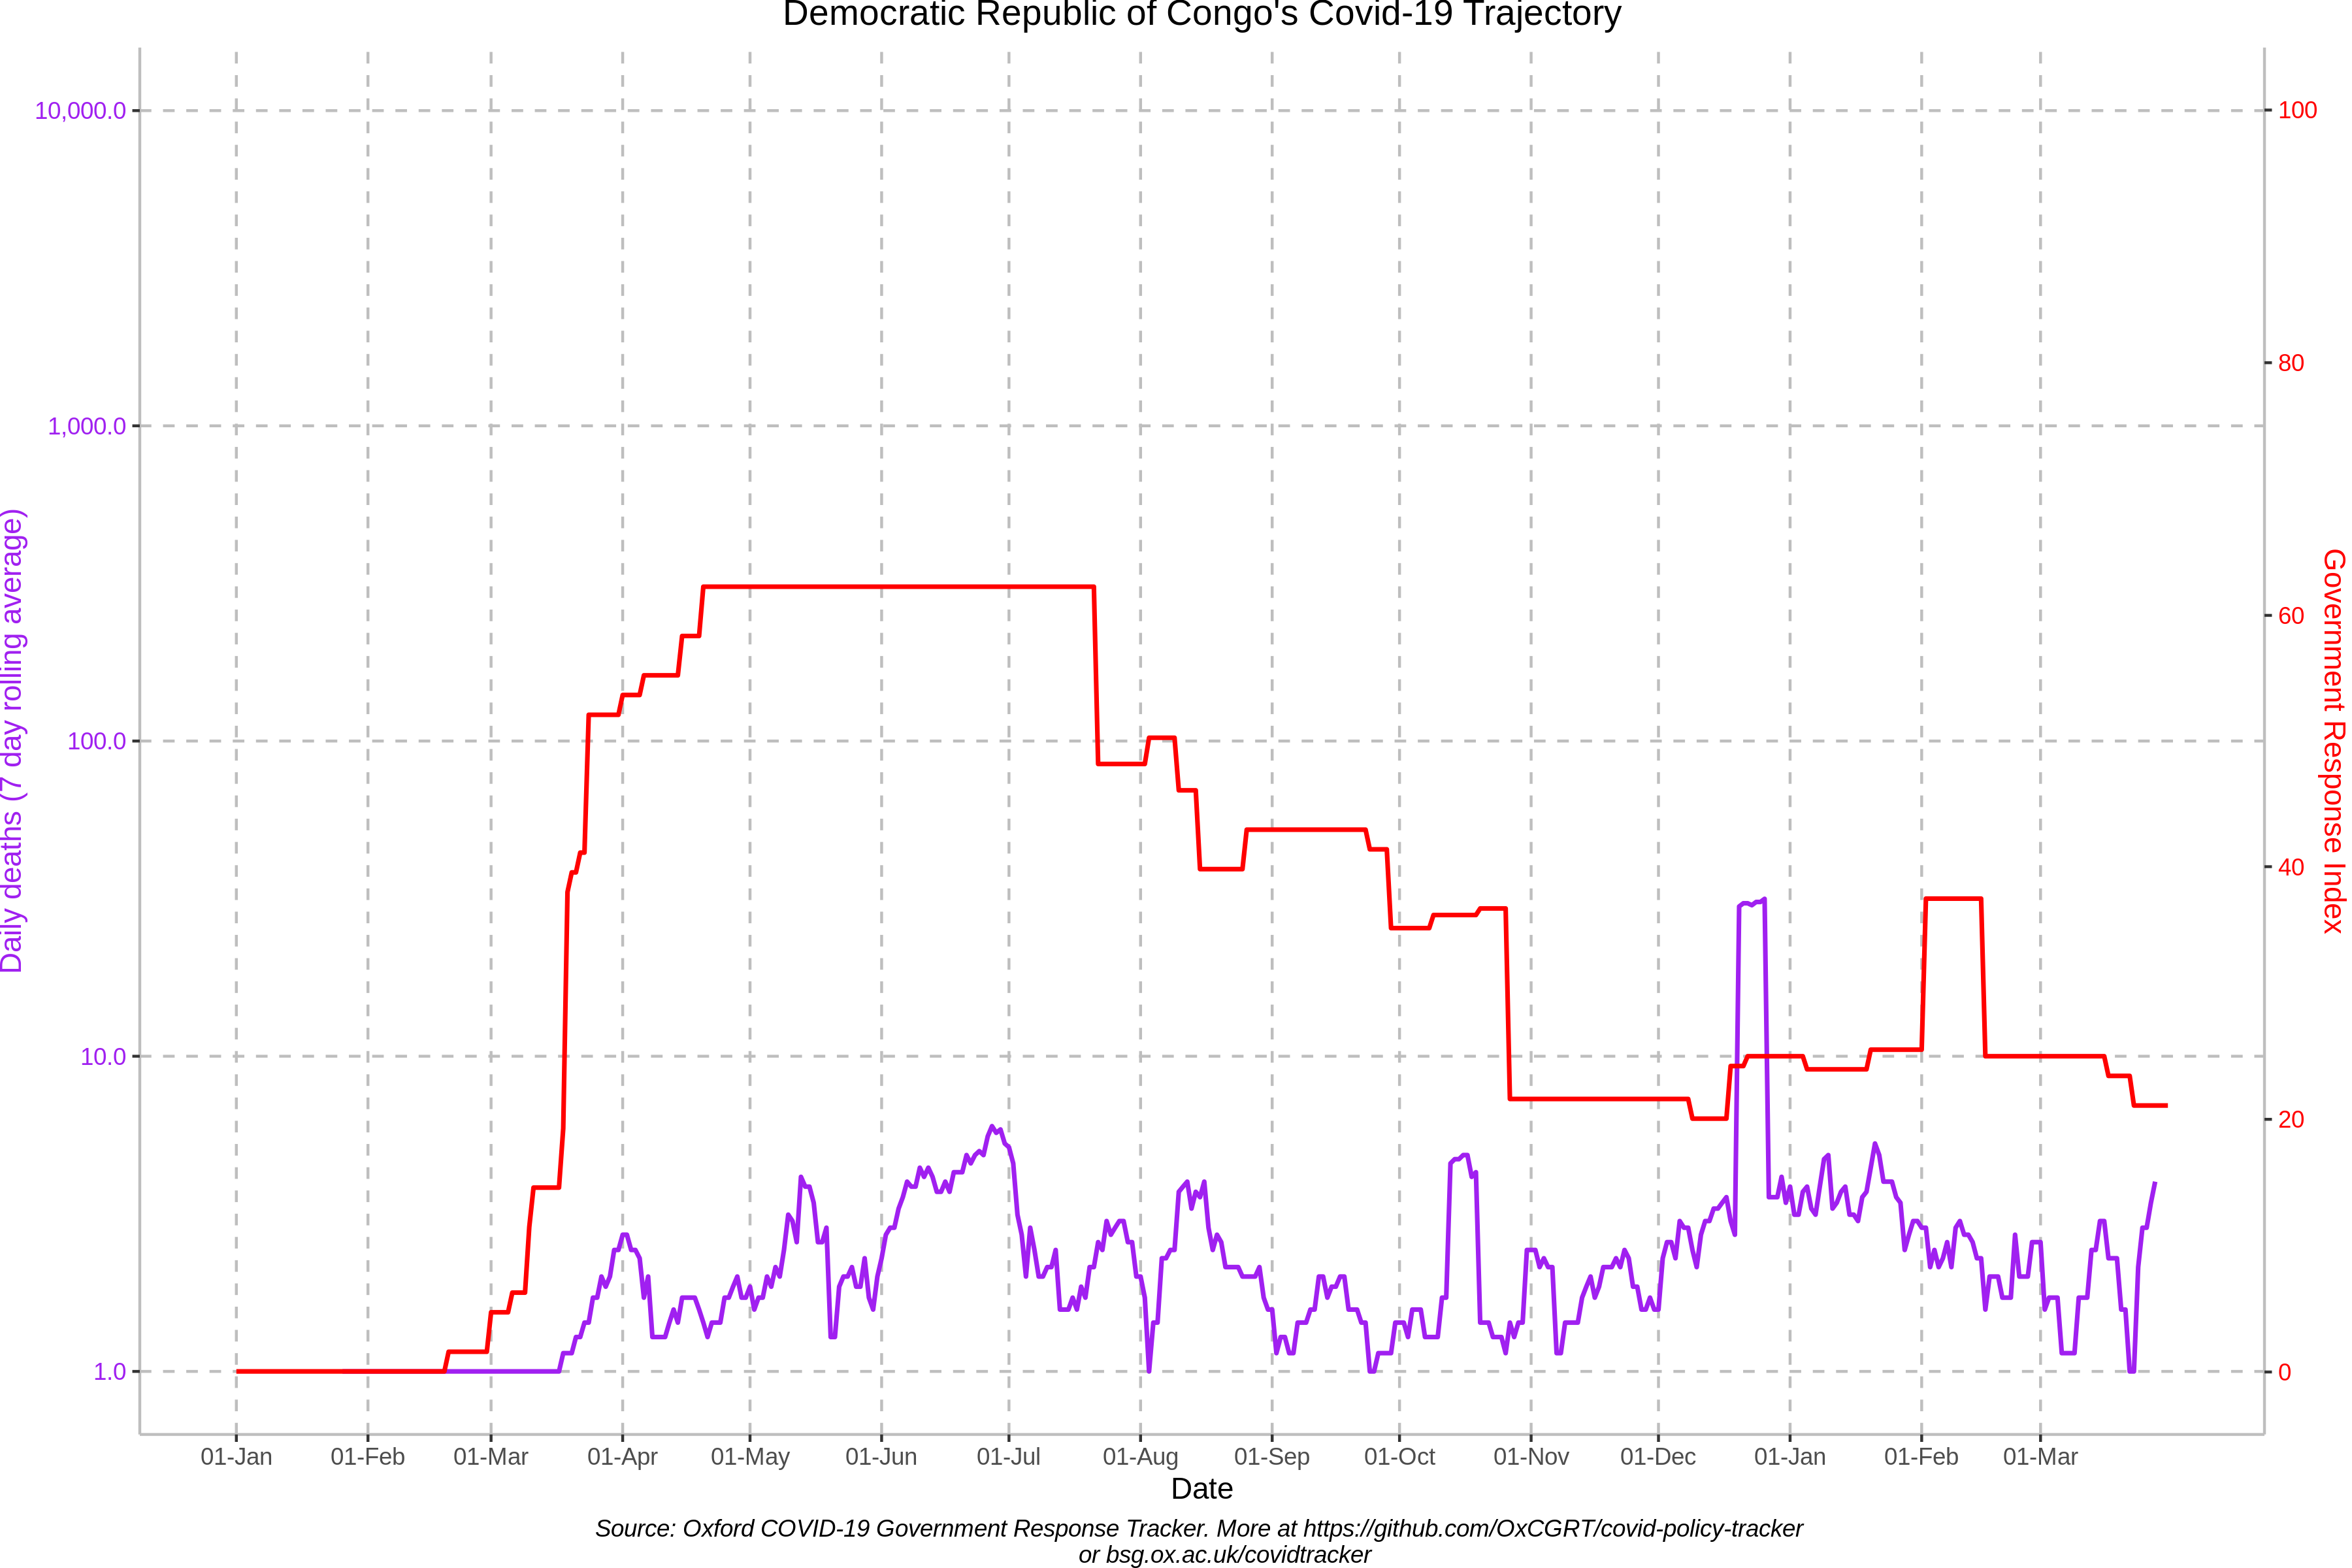 Democratic Republic of Congo's Covid-19 Trajectory
Daily deaths (7 day rolling average)
10,000.0
1,000.0
100.0
10.0
1.0
100
80
60
40
20
0
Government Response Index
01-Jan
01-Feb
01-Mar
01-Apr
01-May
01-Jun
01-Jul
01-Aug
01-Sep
01-Oct
01-Nov
01-Dec
01-Jan
01-Feb
01-Mar
Date
Source: Oxford COVID-19 Government Response Tracker. More at https://github.com/OxCGRT/covid-policy-tracker
or bsg.ox.ac.uk/covidtracker